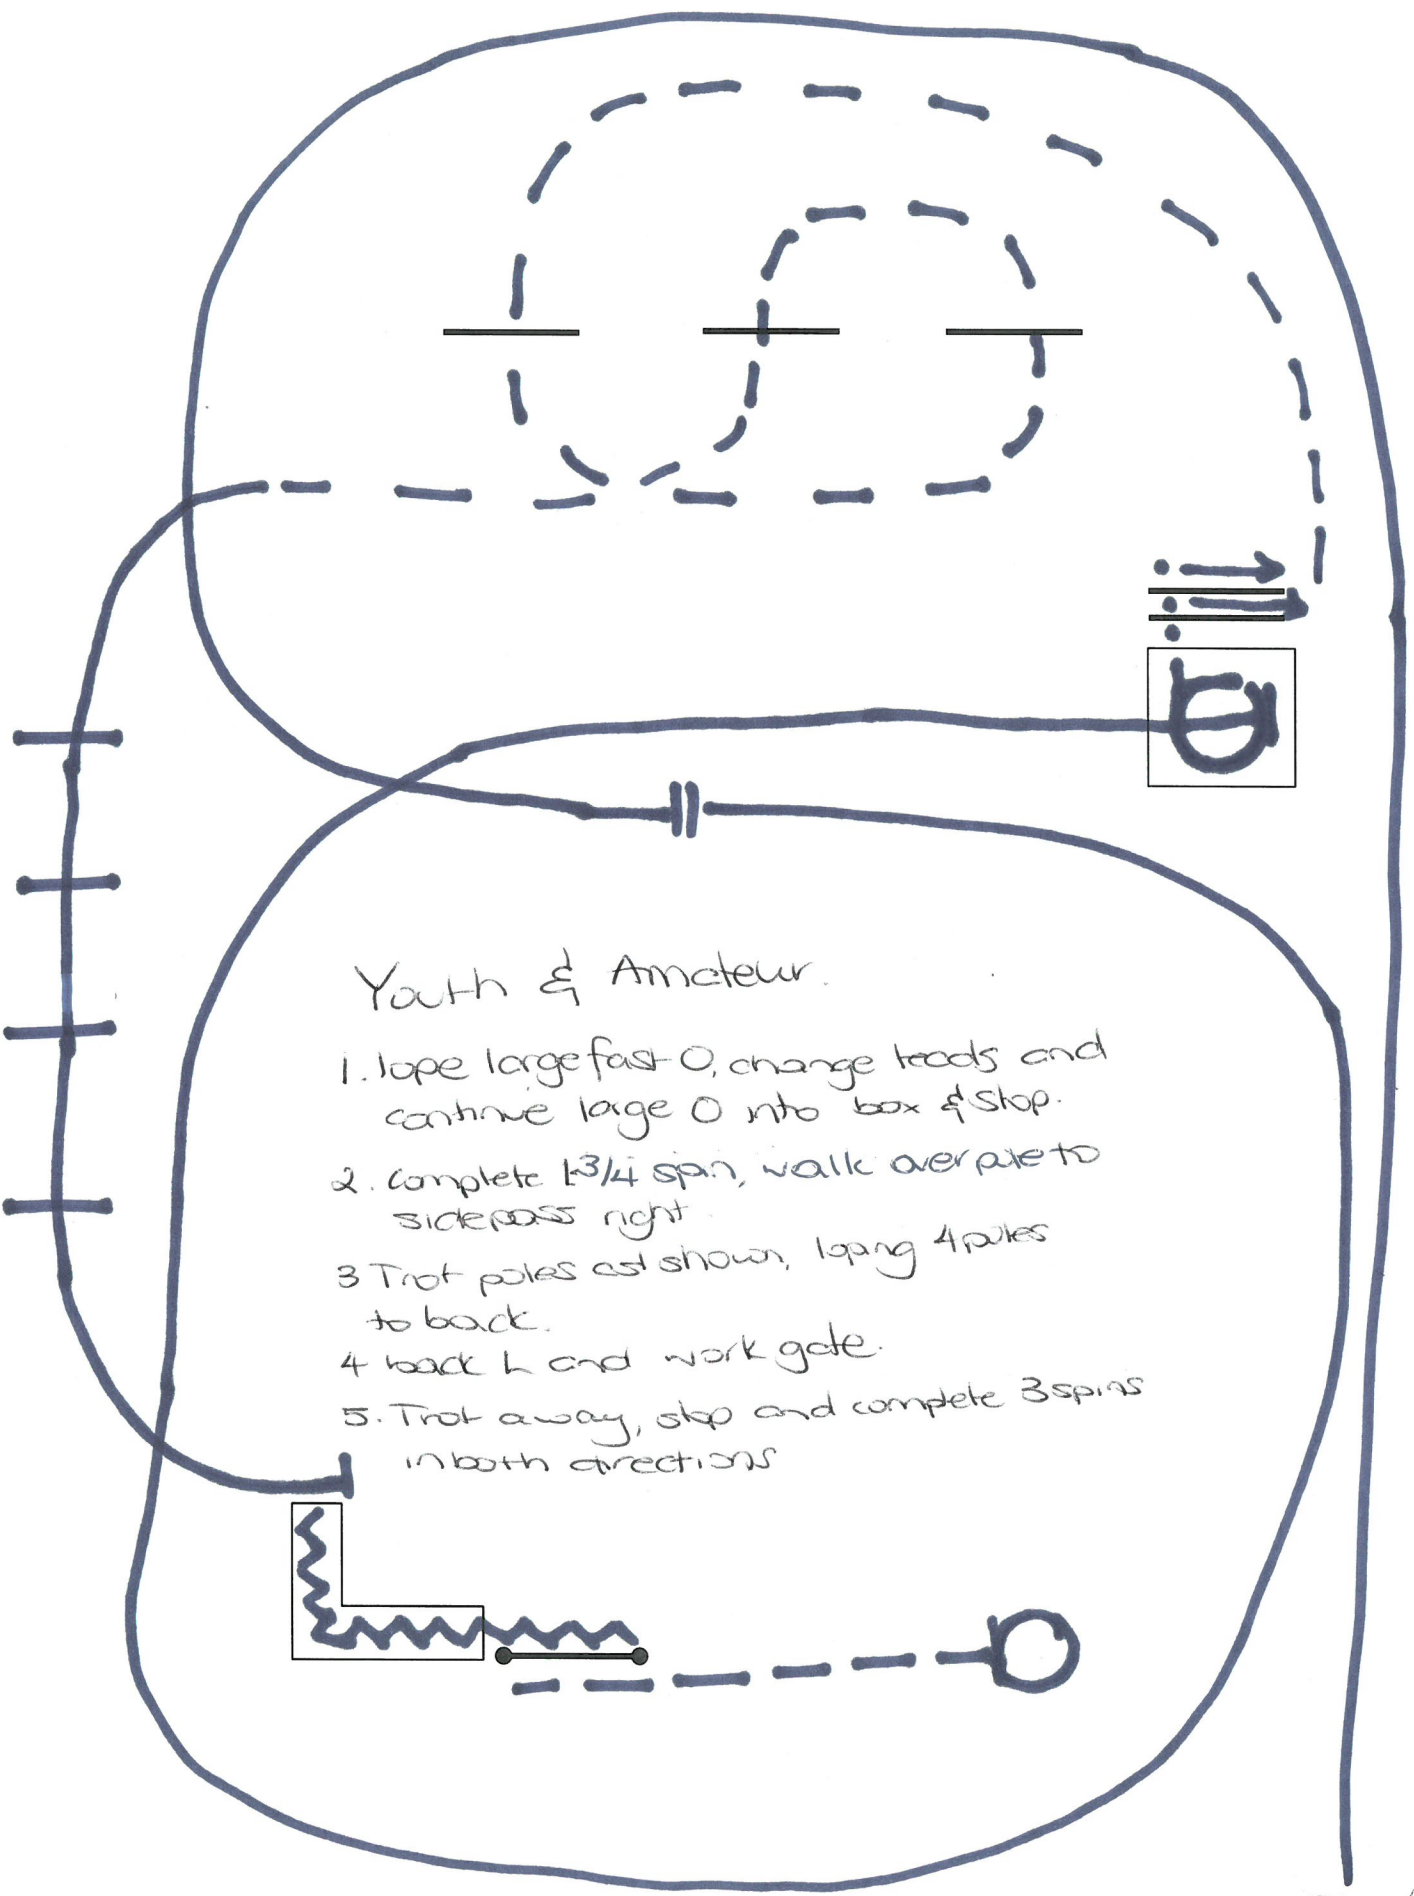 Youth & Amateur.
1. lope large fast O, change leads and
continue large O into box & stop.
2. Complete 1 3/4 spin, walk over pole to
sidepass right.
3 Trot poles as shown, loping 4 poles
to back.
4 back L and work gate.
5. Trot away, stop and complete 3 spins
in both directions